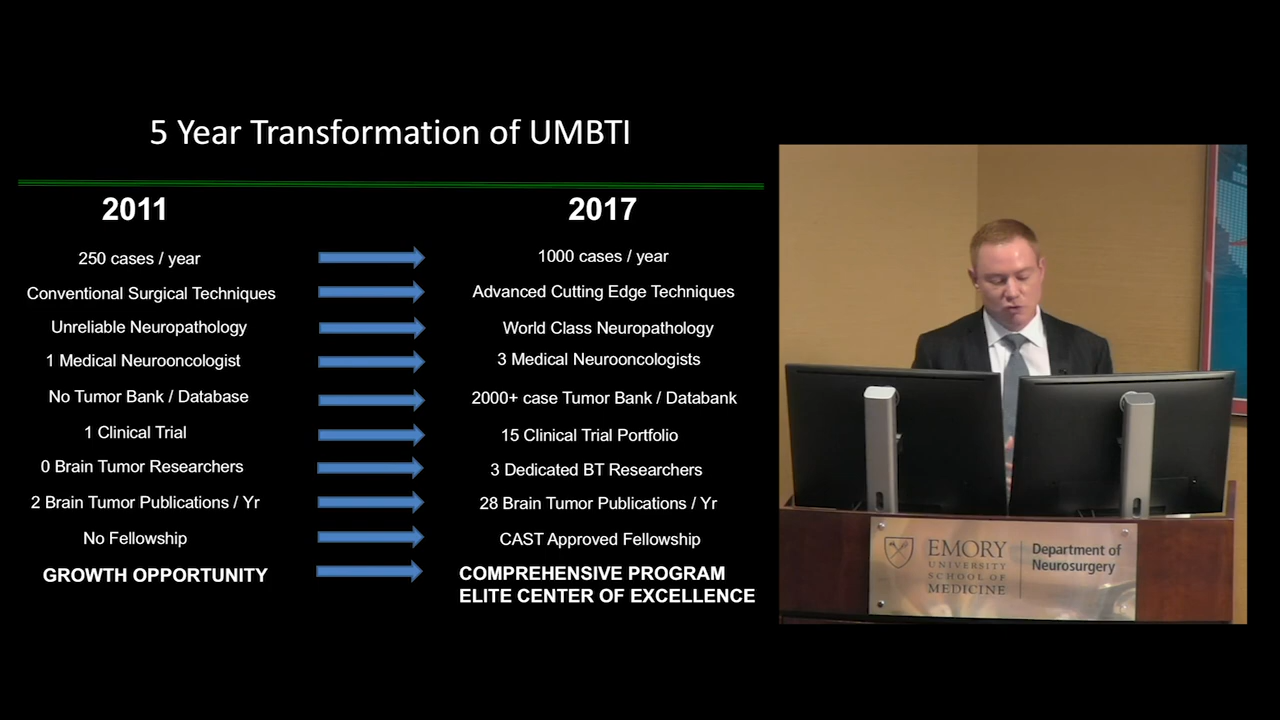 5 Year Transformation of UMBTI
2011
2017
250 cases / year
1000 cases / year
Conventional Surgical Techniques
Advanced Cutting Edge Techniques
Unreliable Neuropathology
World Class Neuropathology
1 Medical Neurooncologist
3 Medical Neurooncologists
No Tumor Bank / Database
2000+ case Tumor Bank / Databank
1 Clinical Trial
15 Clinical Trial Portfolio
0 Brain Tumor Researchers
3 Dedicated BT Researchers
2 Brain Tumor Publications / Yr
28 Brain Tumor Publications / Yr
No Fellowship
CAST Approved Fellowship
GROWTH OPPORTUNITY
COMPREHENSIVE PROGRAM
ELITE CENTER OF EXCELLENCE
EMORY
UNIVERSITY
SCHOOL OF
MEDICINE
Department of
Neurosurgery